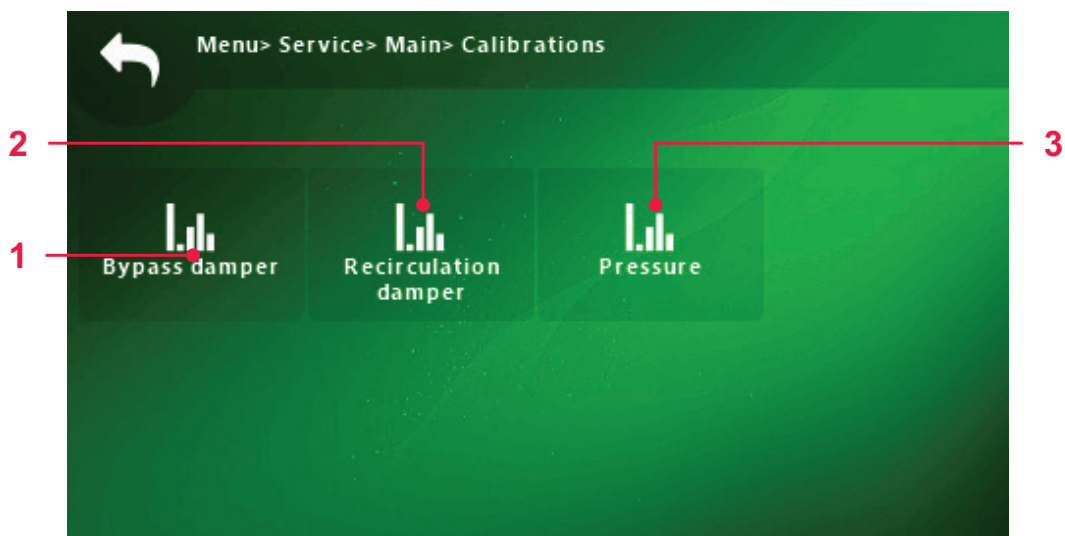 Menu> Service> Main> Calibrations
2
3
1
Bypass damper
Recirculation
damper
Pressure